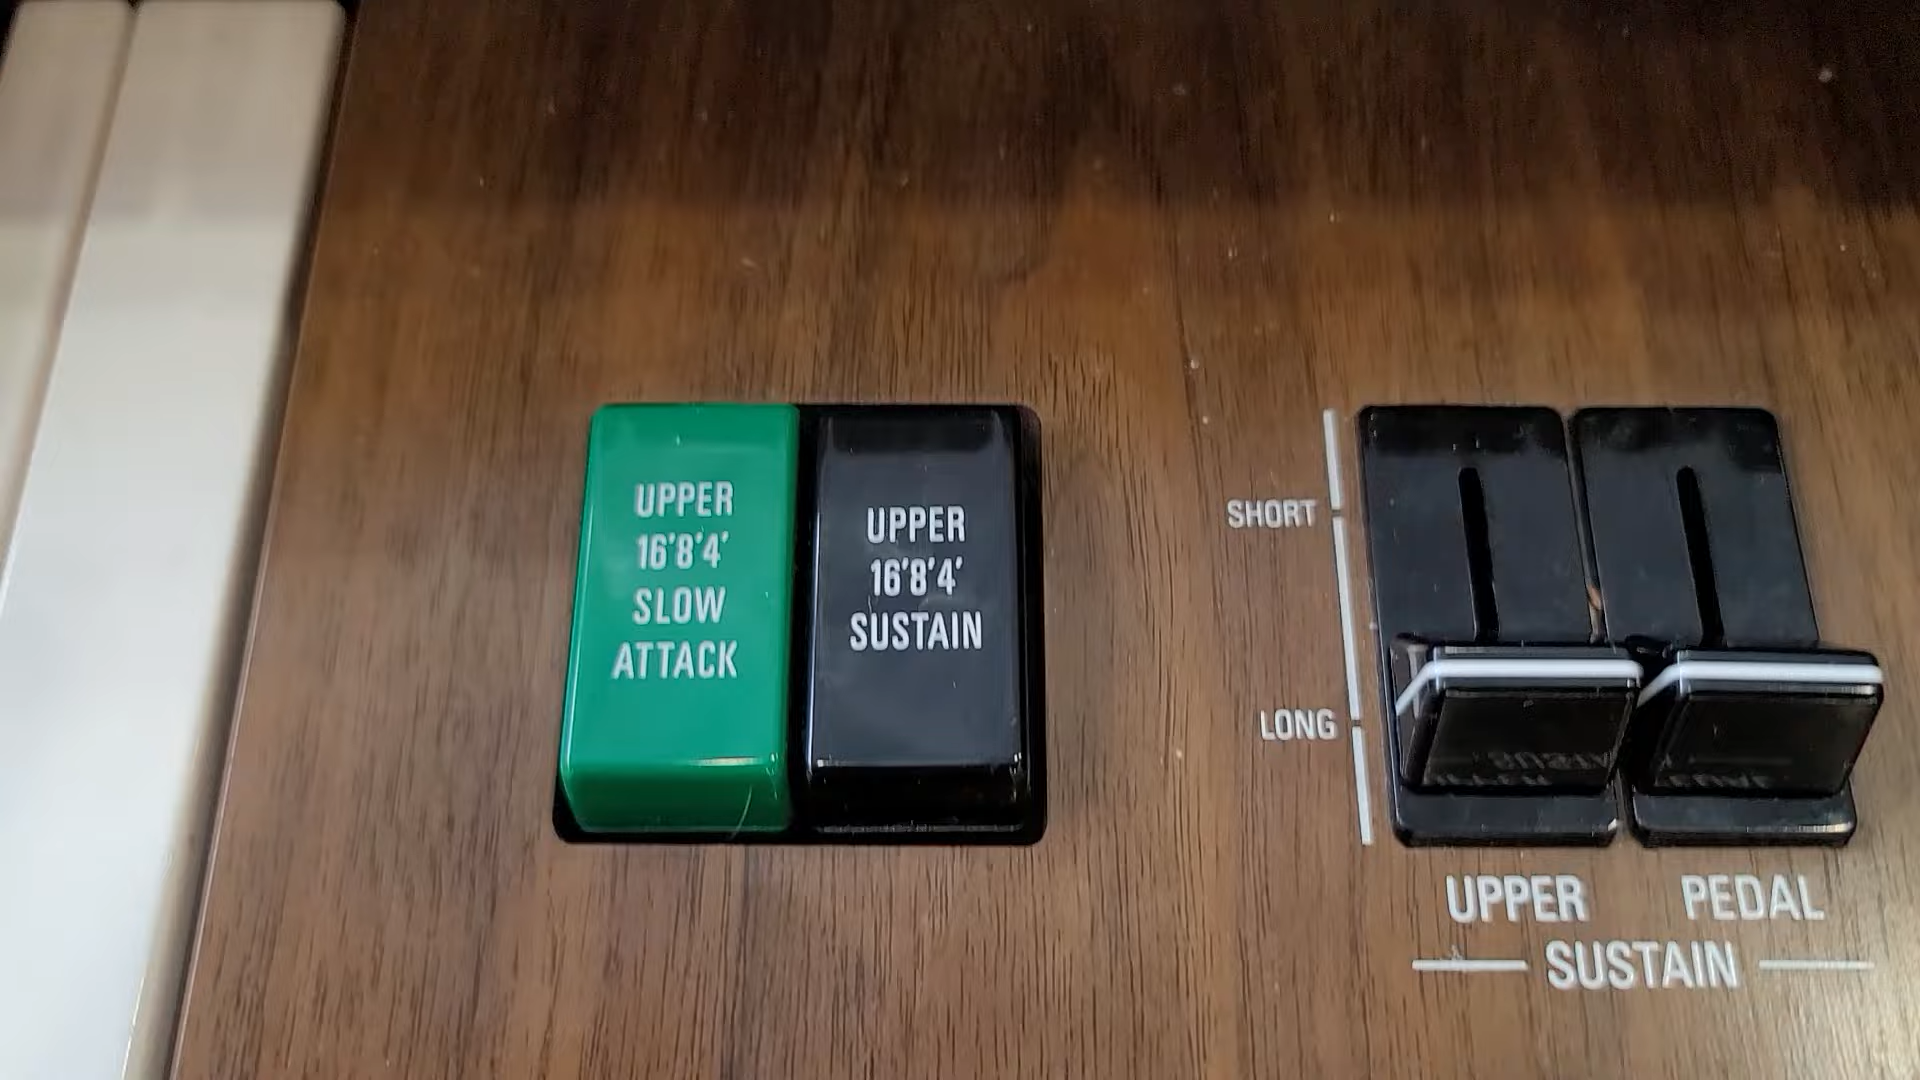 UPPER
16'8'4'
SLOW
ATTACK
UPPER
16'8'4'
SUSTAIN
SHORT
LONG
UPPER PEDAL
SUSTAIN